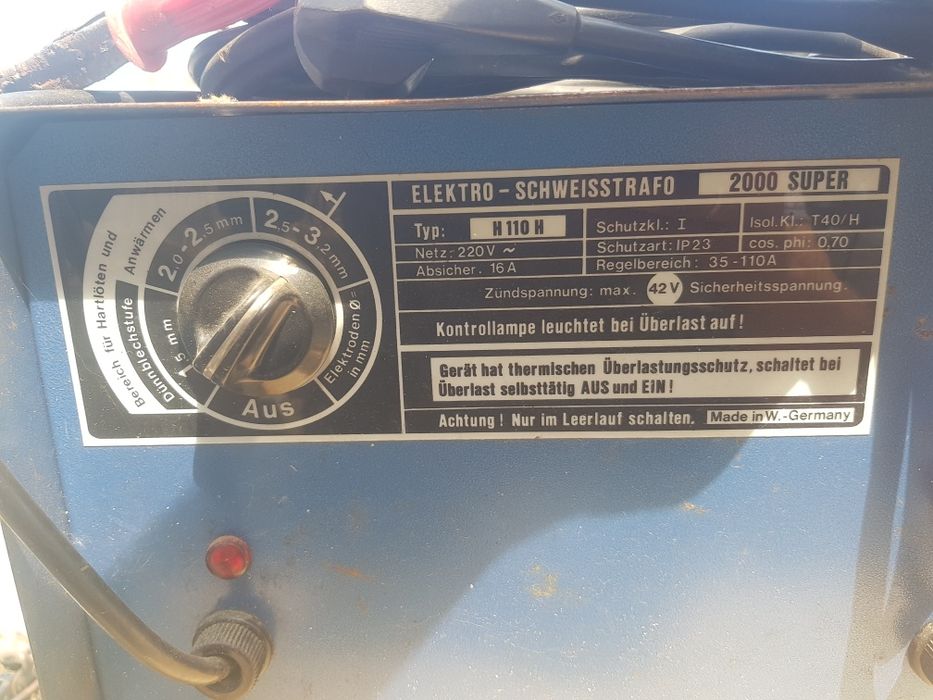 ELEKTRO-SCHWEISSTRAFO 2000 SUPER
Typ: H 110 H
Netz: 220V ~
Absicher. 16A
Schutzkl.: I
Schutzart: IP23
Regelbereich: 35-110A
Isol.Kl.: T40/H
cos. phi: 0,70
Zündspannung: max. 42V Sicherheitsspannung.
Kontrollampe leuchtet bei Überlast auf!
Gerät hat thermischen Überlastungsschutz, schaltet bei
Überlast selbsttätig AUS und EIN!
Achtung! Nur im Leerlauf schalten. Made in W.-Germany
Bereich für Hartlöten und
Anwärmen
Dünnblechstufe
5 mm
2,0-2,5 mm
2,5-3,2 mm
Elektroden Ø=
in mm
Aus